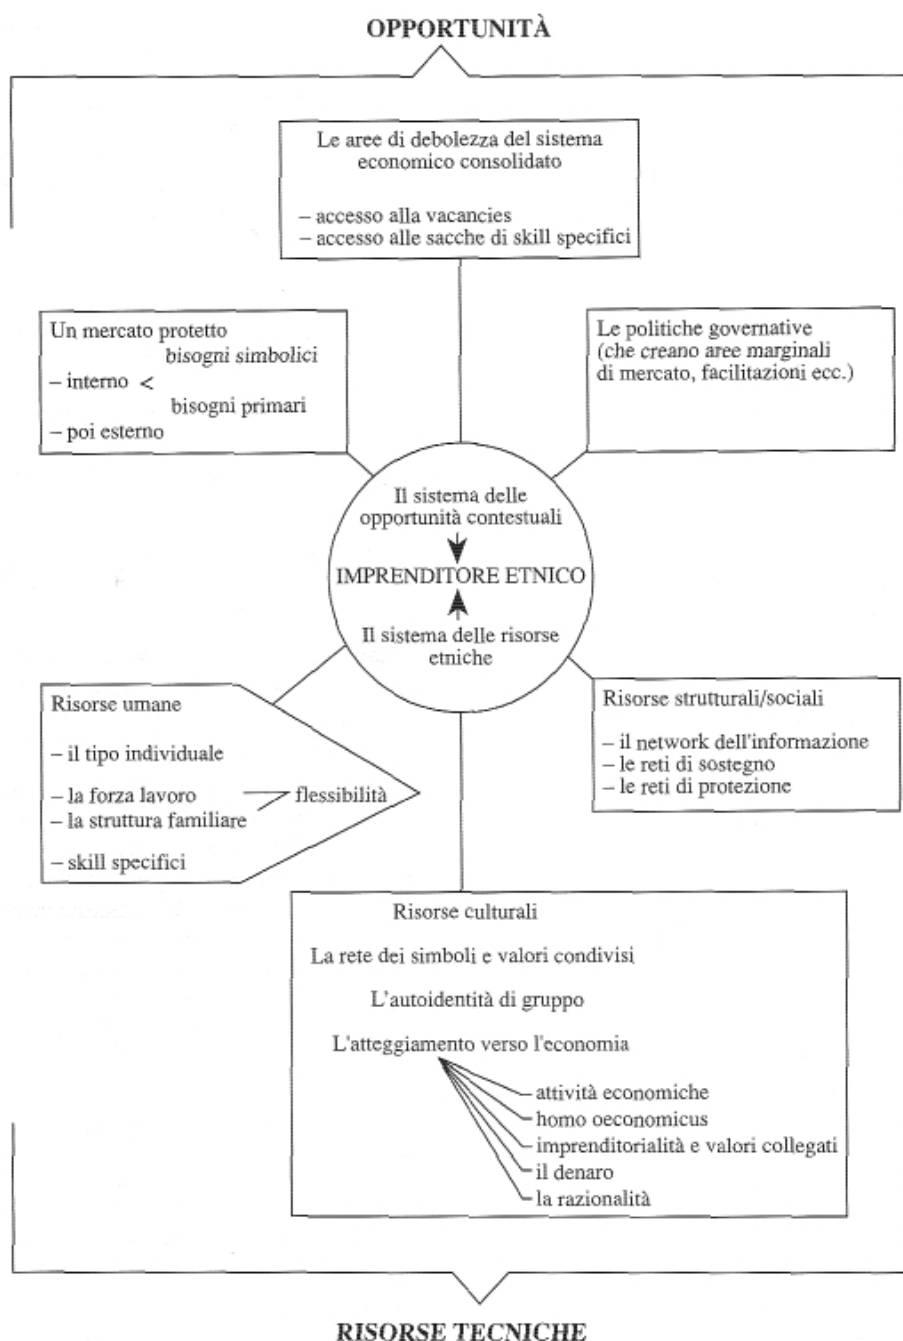 OPPORTUNITÀ
Le aree di debolezza del sistema
economico consolidato
– accesso alla vacancies
– accesso alle sacche di skill specifici
Un mercato protetto
bisogni simbolici
– interno <
bisogni primari
– poi esterno
Le politiche governative
(che creano aree marginali
di mercato, facilitazioni ecc.)
Il sistema delle
opportunità contestuali
IMPRENDITORE ETNICO
Il sistema delle risorse
etniche
Risorse umane
– il tipo individuale
– la forza lavoro
flessibilità
– la struttura familiare
– skill specifici
Risorse strutturali/sociali
– il network dell'informazione
– le reti di sostegno
– le reti di protezione
Risorse culturali
La rete dei simboli e valori condivisi
L'autoidentità di gruppo
L'atteggiamento verso l'economia
– attività economiche
– homo oeconomicus
– imprenditorialità e valori collegati
– il denaro
– la razionalità
RISORSE TECNICHE